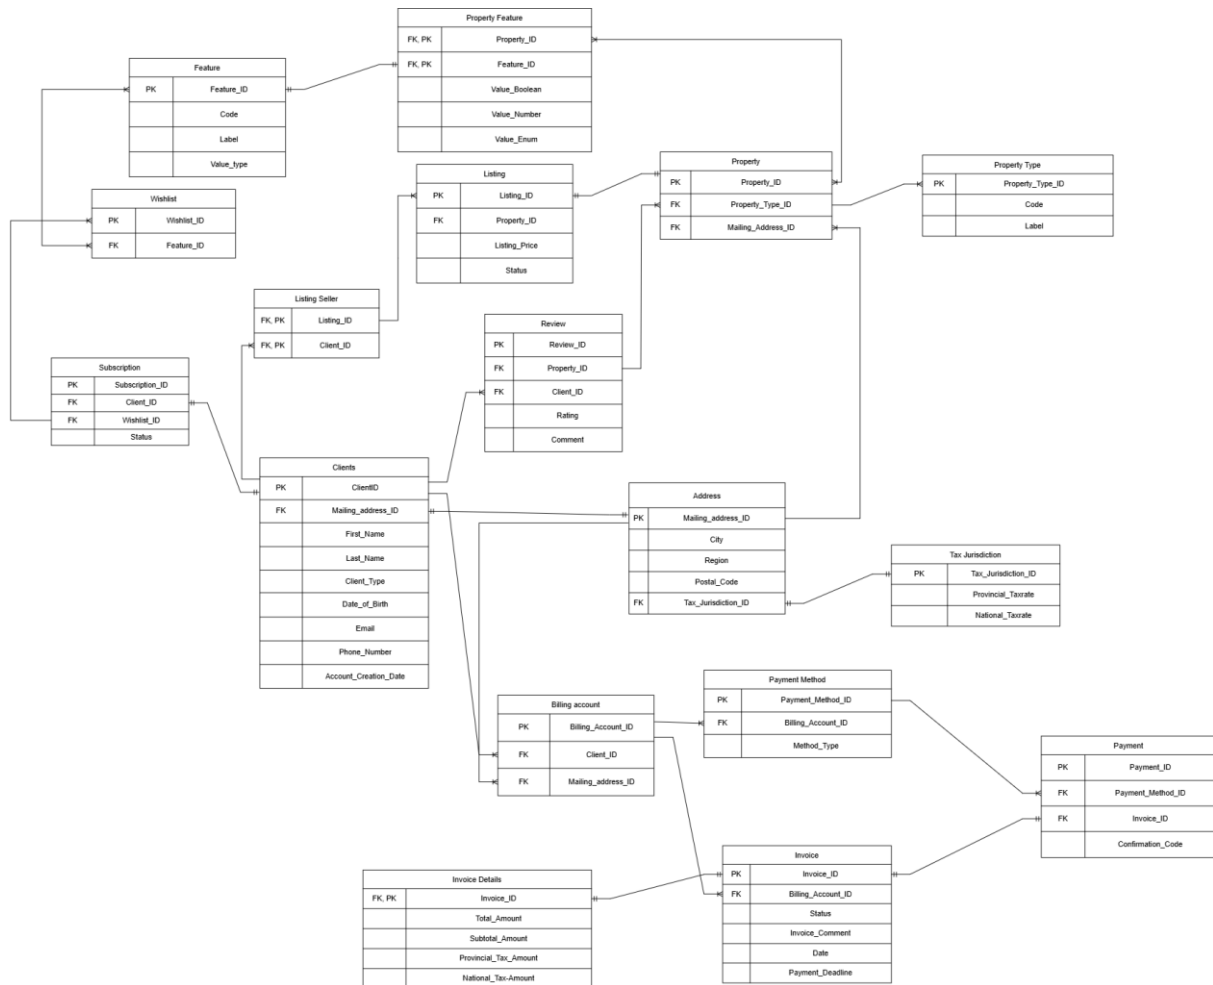 Property Feature
FK, PK Property_ID
FK, PK Feature_ID
Value_Boolean
Value_Number
Value_Enum
Feature
PK Feature_ID
Code
Label
Value_type
Listing
PK Listing_ID
FK Property_ID
Listing_Price
Status
Property
PK Property_ID
FK Property_Type_ID
FK Mailing_Address_ID
Property Type
PK Property_Type_ID
Code
Label
Wishlist
PK Wishlist_ID
FK Feature_ID
Listing Seller
FK, PK Listing_ID
FK, PK Client_ID
Review
PK Review_ID
FK Property_ID
FK Client_ID
Rating
Comment
Subscription
PK Subscription_ID
FK Client_ID
FK Wishlist_ID
Status
Clients
PK ClientID
FK Mailing_address_ID
First_Name
Last_Name
Client_Type
Date_of_Birth
Email
Phone_Number
Account_Creation_Date
Address
PK Mailing_address_ID
City
Region
Postal_Code
FK Tax_Jurisdiction_ID
Tax Jurisdiction
PK Tax_Jurisdiction_ID
Provincial_Taxrate
National_Taxrate
Billing account
PK Billing_Account_ID
FK Client_ID
FK Mailing_address_ID
Payment Method
PK Payment_Method_ID
FK Billing_Account_ID
Method_Type
Payment
PK Payment_ID
FK Payment_Method_ID
FK Invoice_ID
Confirmation_Code
Invoice
PK Invoice_ID
FK Billing_Account_ID
Status
Invoice_Comment
Date
Payment_Deadline
Invoice Details
FK, PK Invoice_ID
Total_Amount
Subtotal_Amount
Provincial_Tax_Amount
National_Tax-Amount